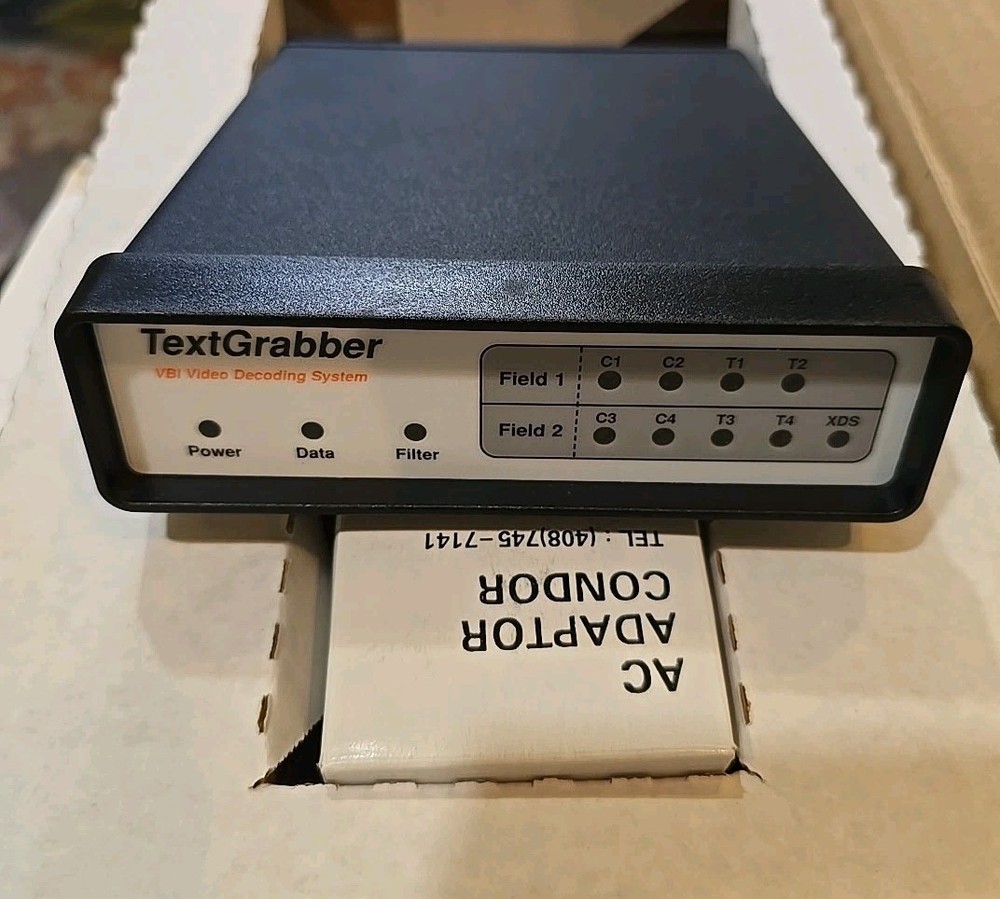 TextGrabber
VBI Video Decoding System
Power Data Filter
C1 C2 T1 T2
Field 1
C3 C4 T3 T4 XDS
Field 2
AC
ADAPTOR
CONDOR
TEL : (408)745-7141